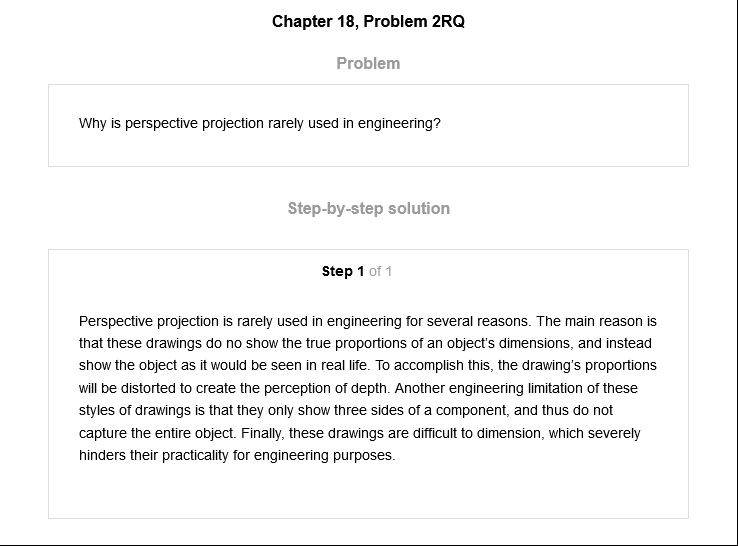 Chapter 18, Problem 2RQ
Problem
Why is perspective projection rarely used in engineering?
Step-by-step solution
Step 1 of 1
Perspective projection is rarely used in engineering for several reasons. The main reason is
that these drawings do no show the true proportions of an object's dimensions, and instead
show the object as it would be seen in real life. To accomplish this, the drawing's proportions
will be distorted to create the perception of depth. Another engineering limitation of these
styles of drawings is that they only show three sides of a component, and thus do not
capture the entire object. Finally, these drawings are difficult to dimension, which severely
hinders their practicality for engineering purposes.